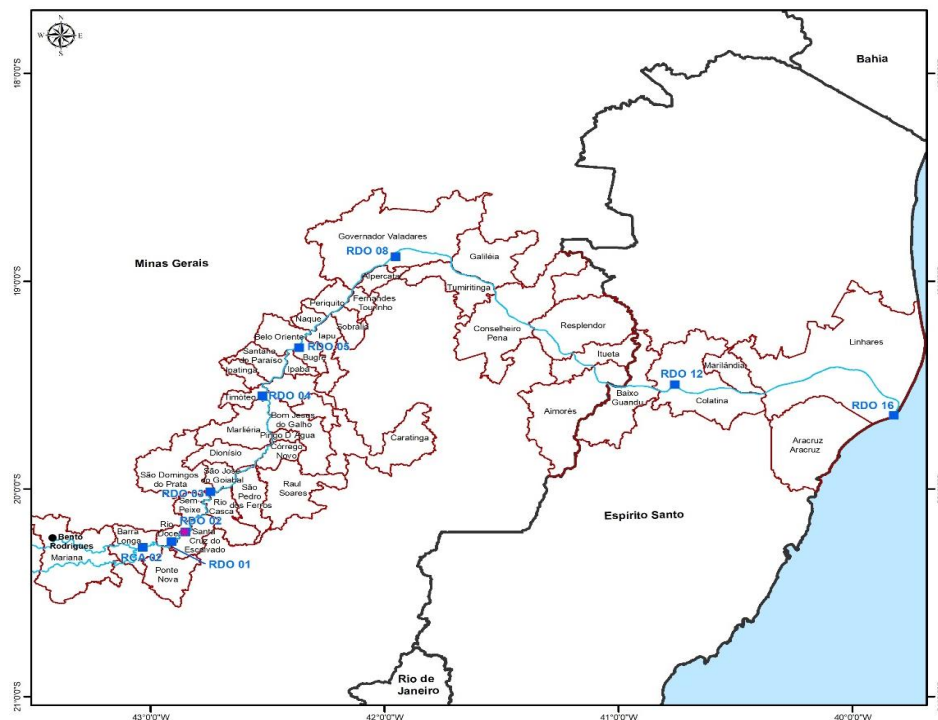 N
W
E
S
18°0'0"S
19°0'0"S
20°0'0"S
21°0'0"S
Bahia
Minas Gerais
Governador Valadares
RDO 08
Galiléia
Alpercata
Tumiritinga
Periquito
Fernandes
Tourinho
Naque
Sobrália
Conselheiro
Pena
Resplendor
Linhares
Belo Oriente
Iapu
RDO 05
Santana
do Paraíso
Bugre
Itueta
Marilândia
Ipatinga
Ipaba
RDO 12
Baixo
Guandu
Colatina
Timóteo
RDO 04
RDO 16
Aimorés
Bom Jesus
do Galho
Marliéria
Pingo D'Água
Caratinga
Aracruz
Aracruz
Córrego
Novo
Dionísio
São Domingos
do Prata
São José
do Goiabal
Raul
Soares
São
Pedro
dos Ferros
RDO 03
Sem
Peixe
Rio
Casca
Espírito Santo
RDO 02
Bento
Rodrigues
Barra
Longa
Rio
Doce
Santa
Cruz do
Escalvado
Mariana
RCA 02
RDO 01
Ponte
Nova
Rio de
Janeiro
43°0'0"W
42°0'0"W
41°0'0"W
40°0'0"W